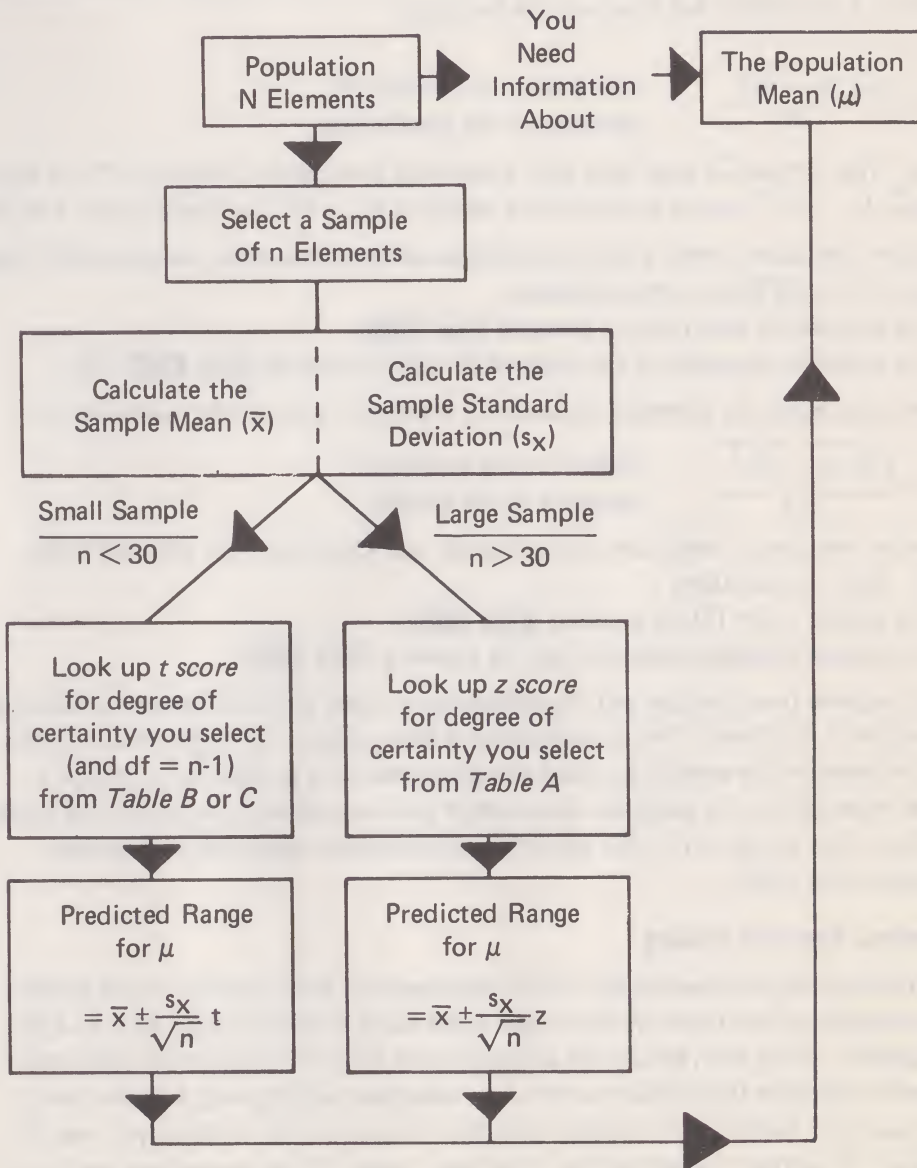 Population
N Elements
You
Need
Information
About
The Population
Mean (μ)
Select a Sample
of n Elements
Calculate the
Sample Mean (x̄)
Calculate the
Sample Standard
Deviation (sx)
Small Sample
n < 30
Large Sample
n > 30
Look up t score
for degree of
certainty you select
(and df = n-1)
from Table B or C
Look up z score
for degree of
certainty you select
from Table A
Predicted Range
for μ
= x̄ ± sx/√n t
Predicted Range
for μ
= x̄ ± sx/√n z